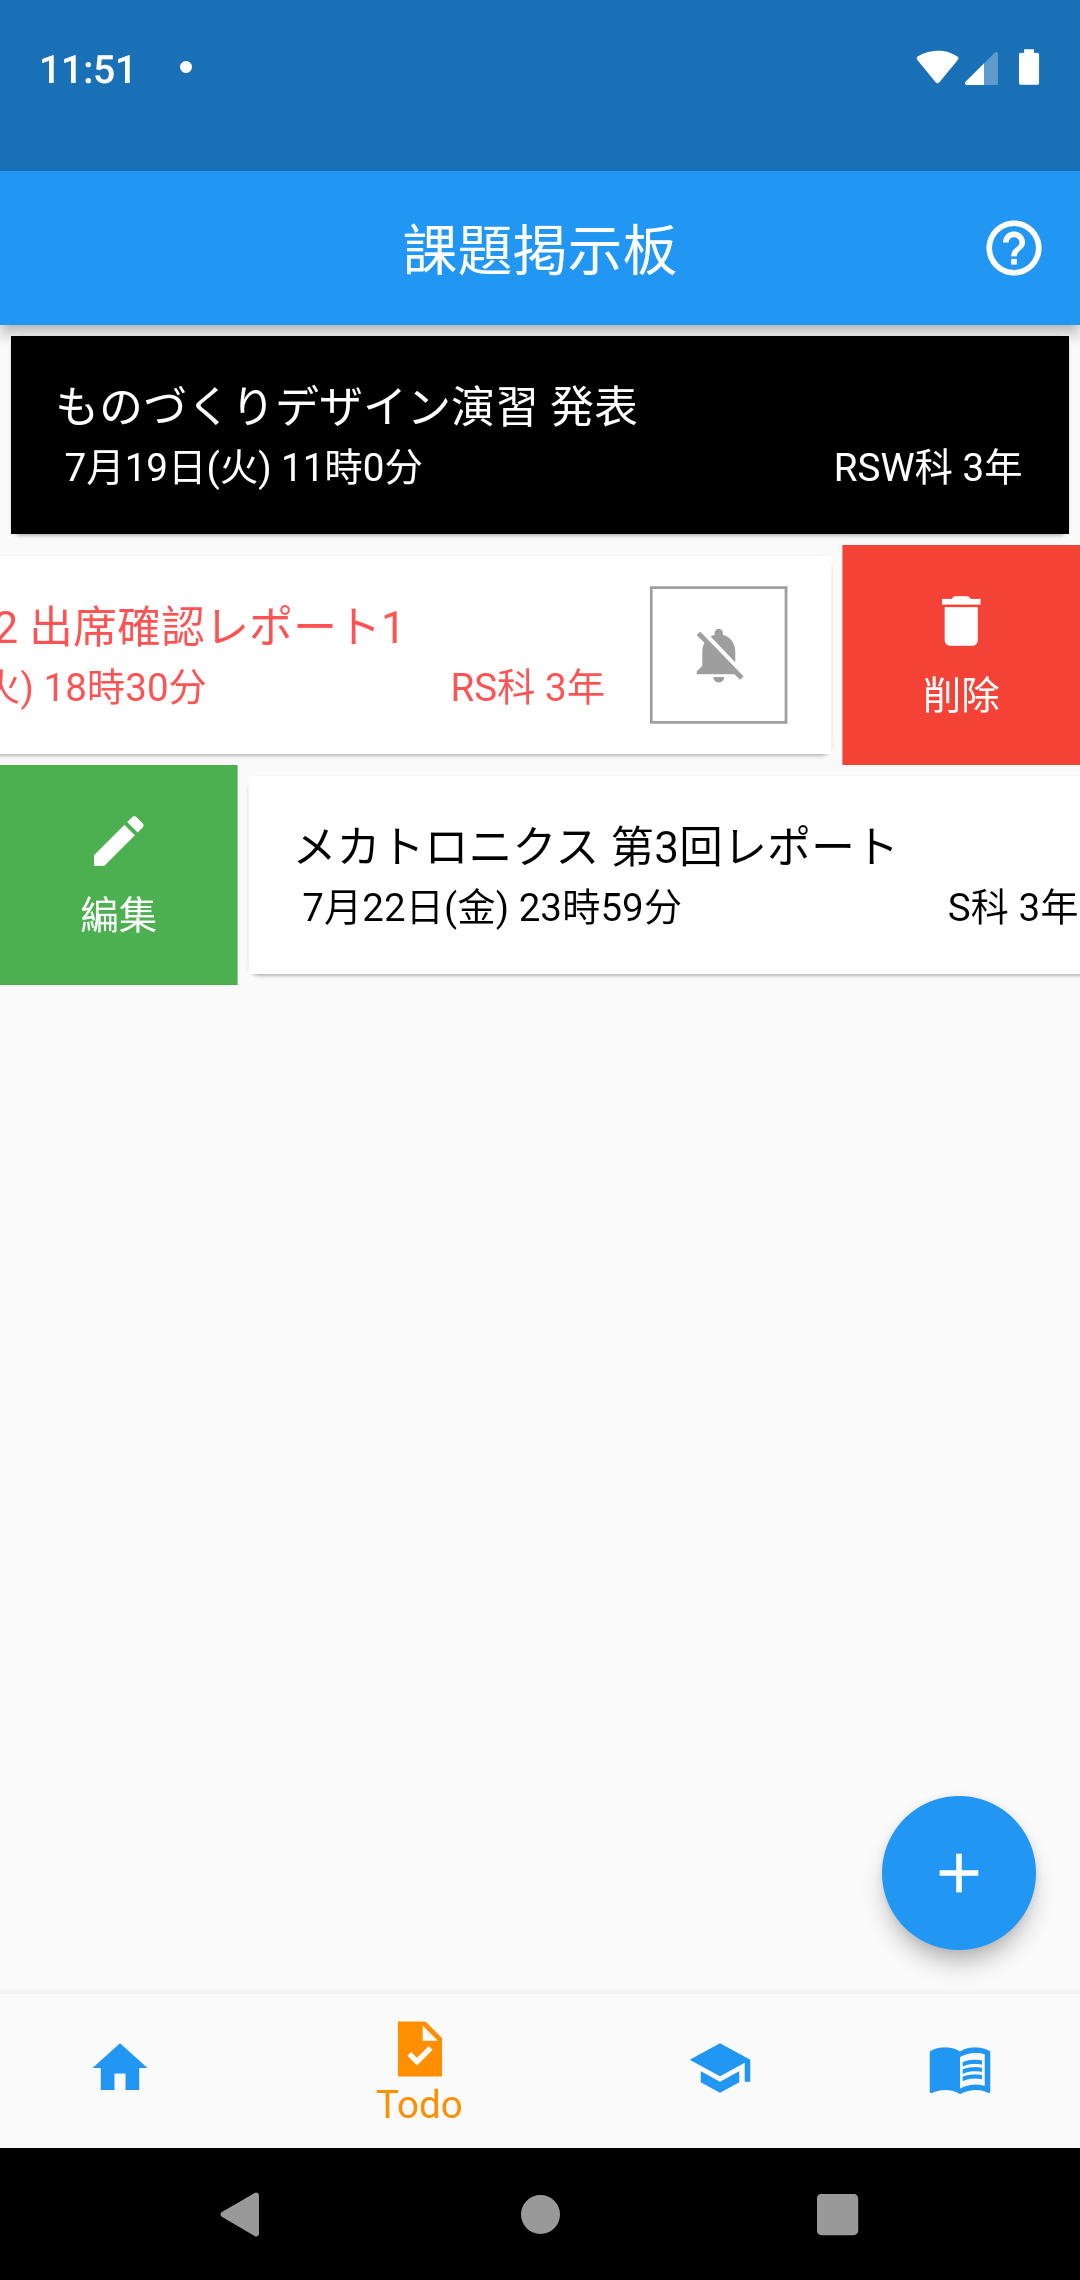 11:51
課題掲示板
ものづくりデザイン演習 発表
7月19日(火) 11時0分 RSW科 3年
2 出席確認レポート1
火) 18時30分 RS科 3年
削除
編集
メカトロニクス 第3回レポート
7月22日(金) 23時59分 S科 3年
Todo